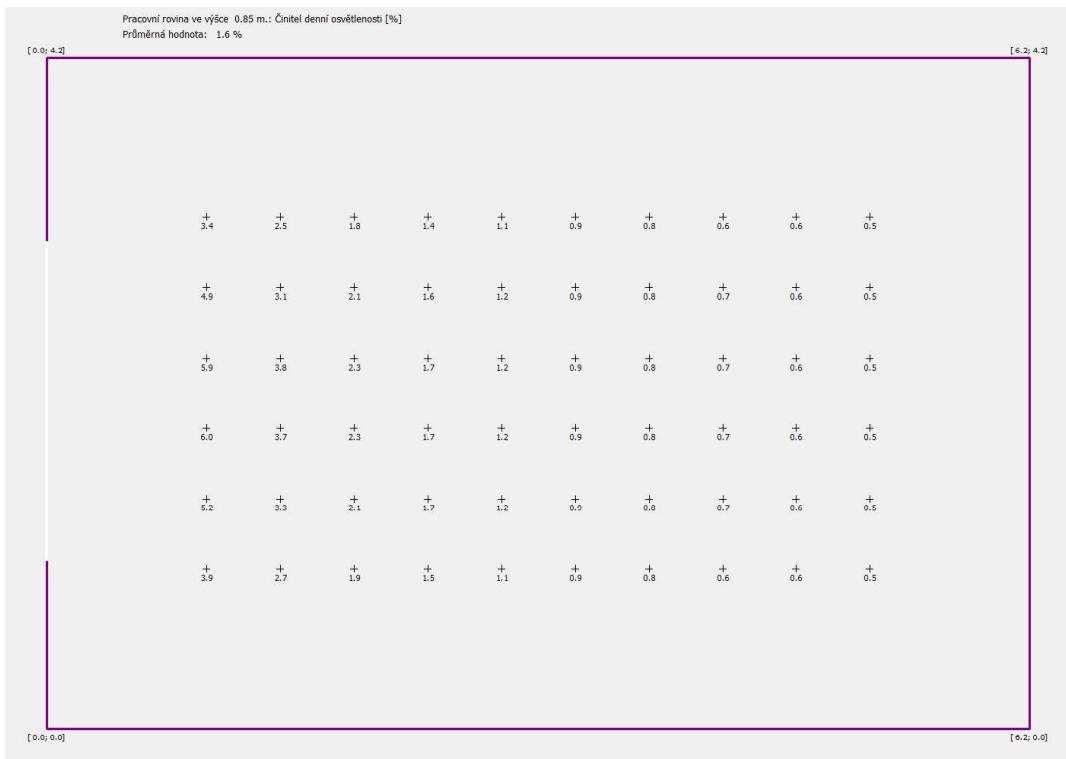 Pracovní rovina ve výšce 0.85 m.: Činitel denní osvětlenosti [%]
Průměrná hodnota: 1.6 %
[ 0.0; 4.2] [ 6.2; 4.2]
3.4 2.5 1.8 1.4 1.1 0.9 0.8 0.6 0.6 0.5
4.9 3.1 2.1 1.6 1.2 0.9 0.8 0.7 0.6 0.5
5.9 3.8 2.3 1.7 1.2 0.9 0.8 0.7 0.6 0.5
6.0 3.7 2.3 1.7 1.2 0.9 0.8 0.7 0.6 0.5
5.2 3.3 2.1 1.7 1.2 0.9 0.8 0.7 0.6 0.5
3.9 2.7 1.9 1.5 1.1 0.9 0.8 0.6 0.6 0.5
[ 0.0; 0.0] [ 6.2; 0.0]